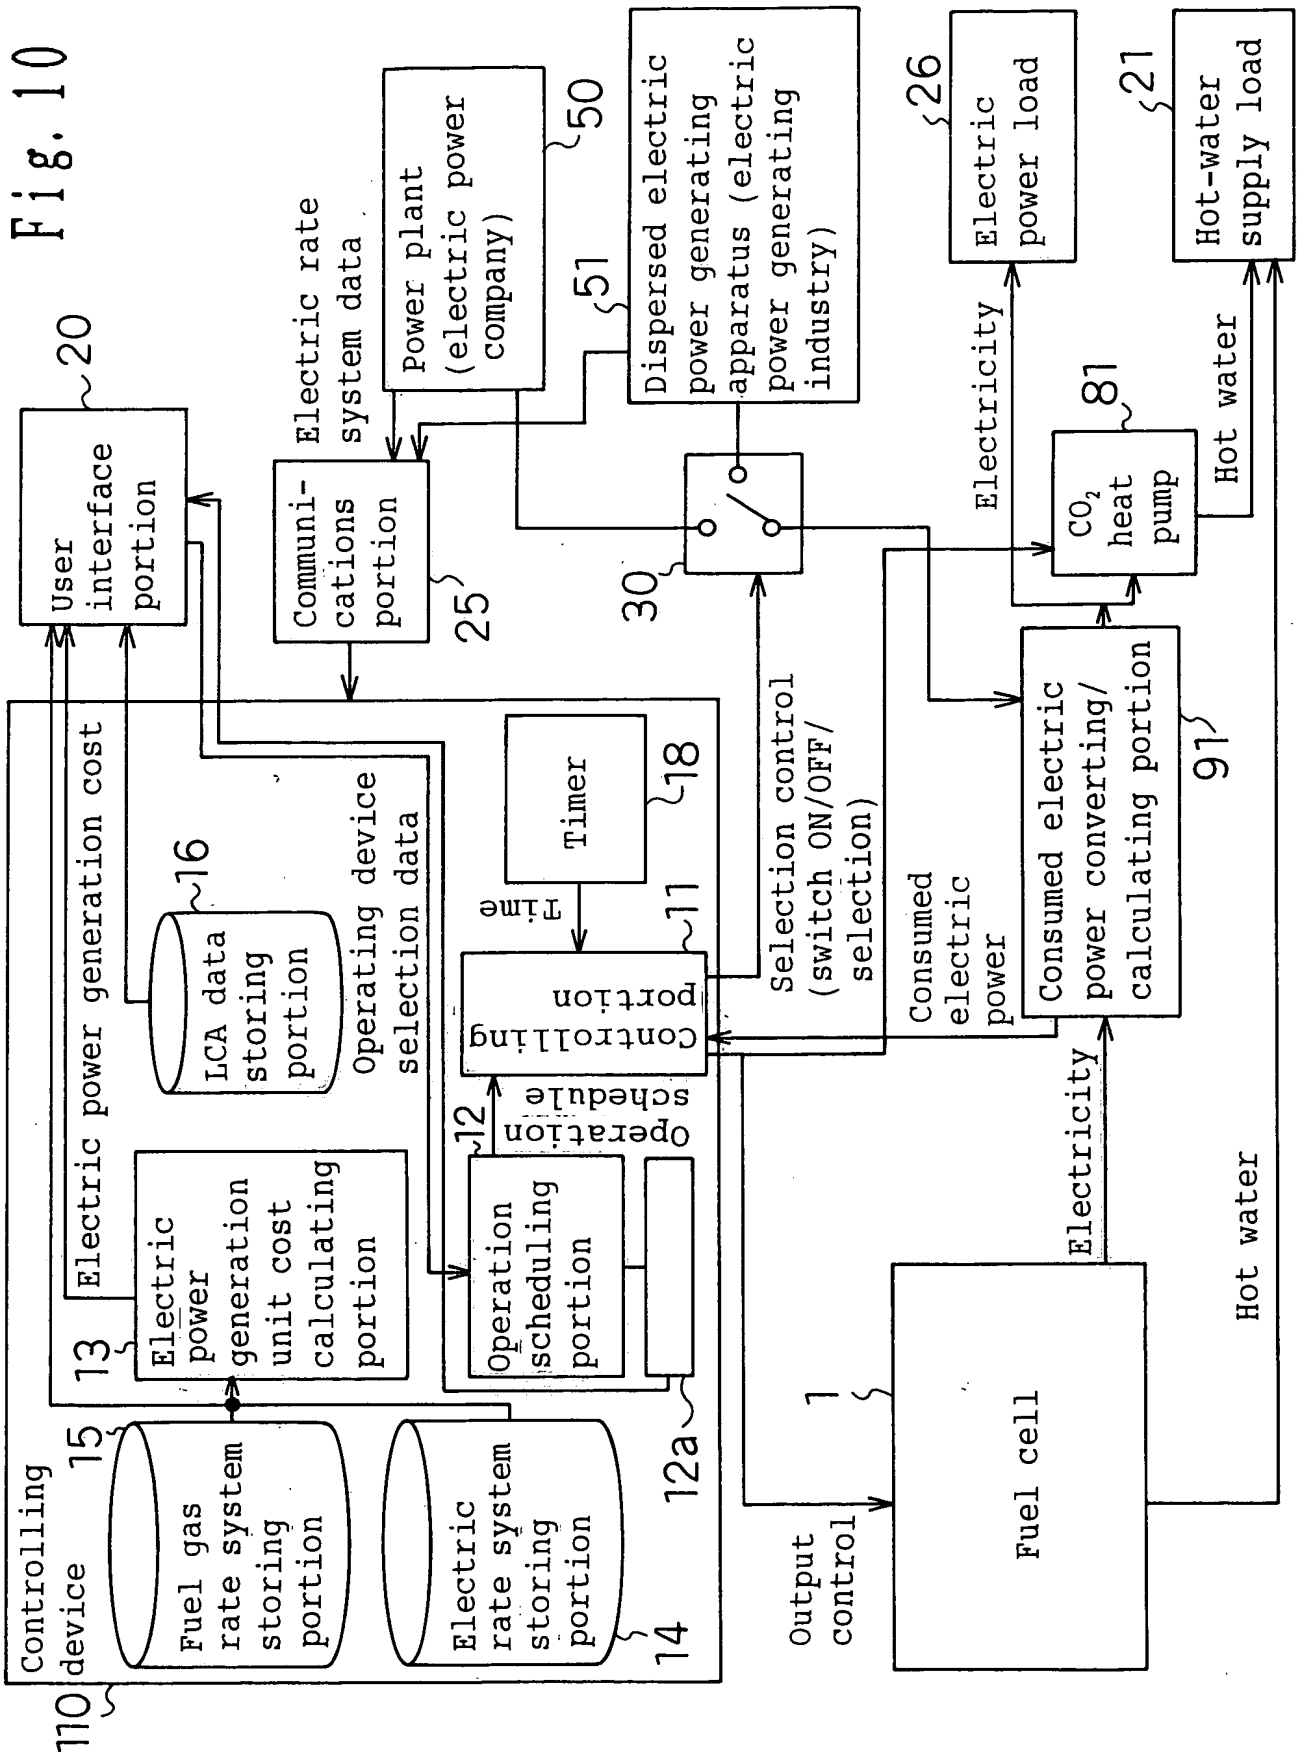 Fig. 10
Controlling
device
110
15
Fuel gas
rate system
storing
portion
Electric
rate system
storing
portion
14
13
Electric
power
generation
unit cost
calculating
portion
Electric power generation cost
LCA data
storing
portion
16
Operating device
selection data
12
Operation
scheduling
portion
12a
Operation
schedule
Controlling
portion
11
Time
Timer
18
User
interface
portion
20
Communi-
cations
portion
25
Electric rate
system data
Power plant
(electric power
company)
50
51
Dispersed electric
power generating
apparatus (electric
power generating
industry)
30
Selection control
(switch ON/OFF/
selection)
Consumed
electric
power
Output
control
1
Fuel cell
Electricity
Hot water
Consumed electric
power converting/
calculating portion
91
Electricity
CO₂
heat
pump
81
Hot water
Electric
power load
26
Hot-water
supply load
21